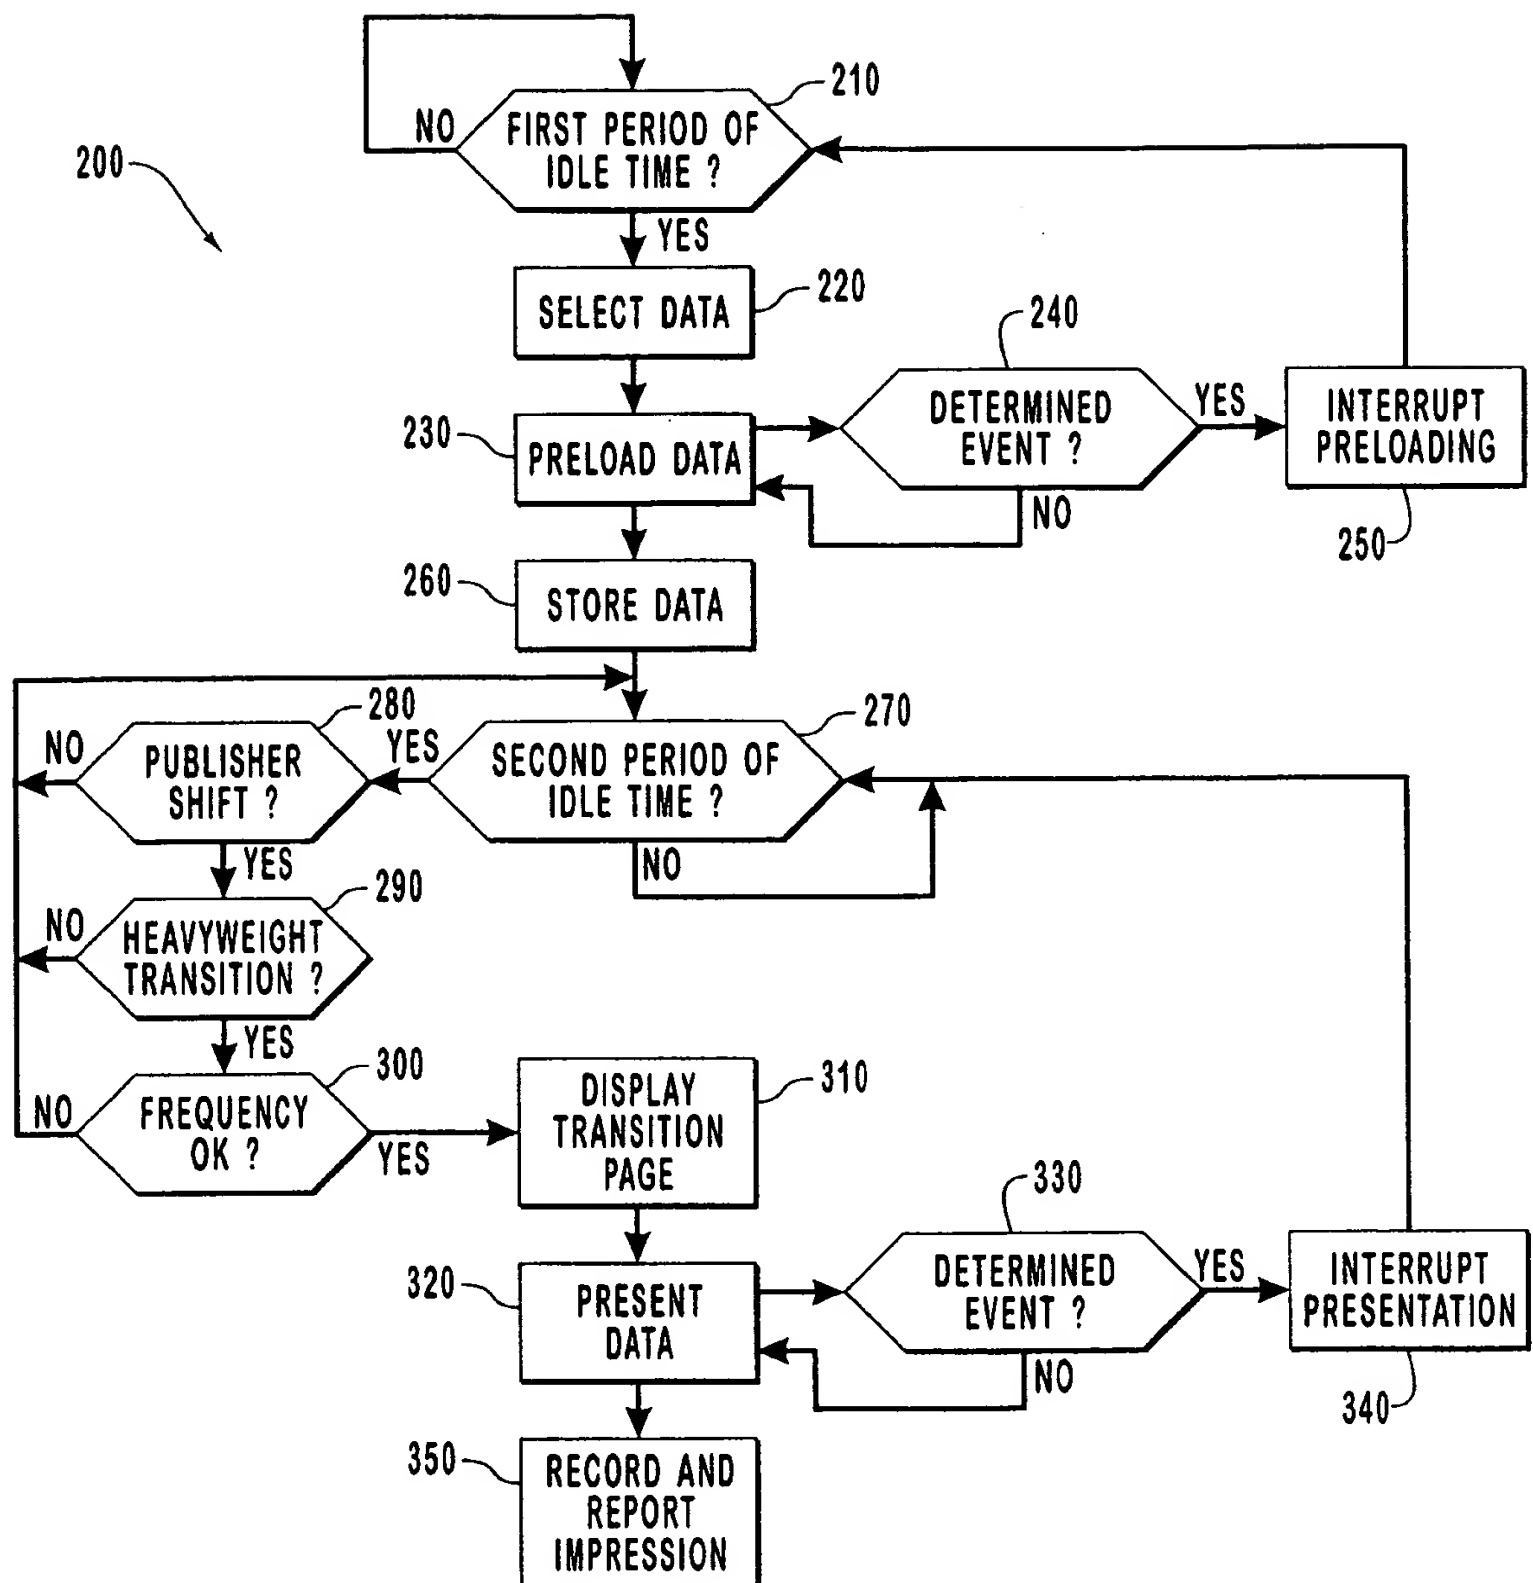 210
NO
FIRST PERIOD OF
IDLE TIME ?
200
YES
220
SELECT DATA
240
230
PRELOAD DATA
DETERMINED
EVENT ?
YES
INTERRUPT
PRELOADING
NO
250
260
STORE DATA
280
270
NO
PUBLISHER
SHIFT ?
YES
SECOND PERIOD OF
IDLE TIME ?
YES
NO
290
NO
HEAVYWEIGHT
TRANSITION ?
YES
300
NO
FREQUENCY
OK ?
YES
DISPLAY
TRANSITION
PAGE
310
330
320
PRESENT
DATA
DETERMINED
EVENT ?
YES
INTERRUPT
PRESENTATION
NO
340
350
RECORD AND
REPORT
IMPRESSION